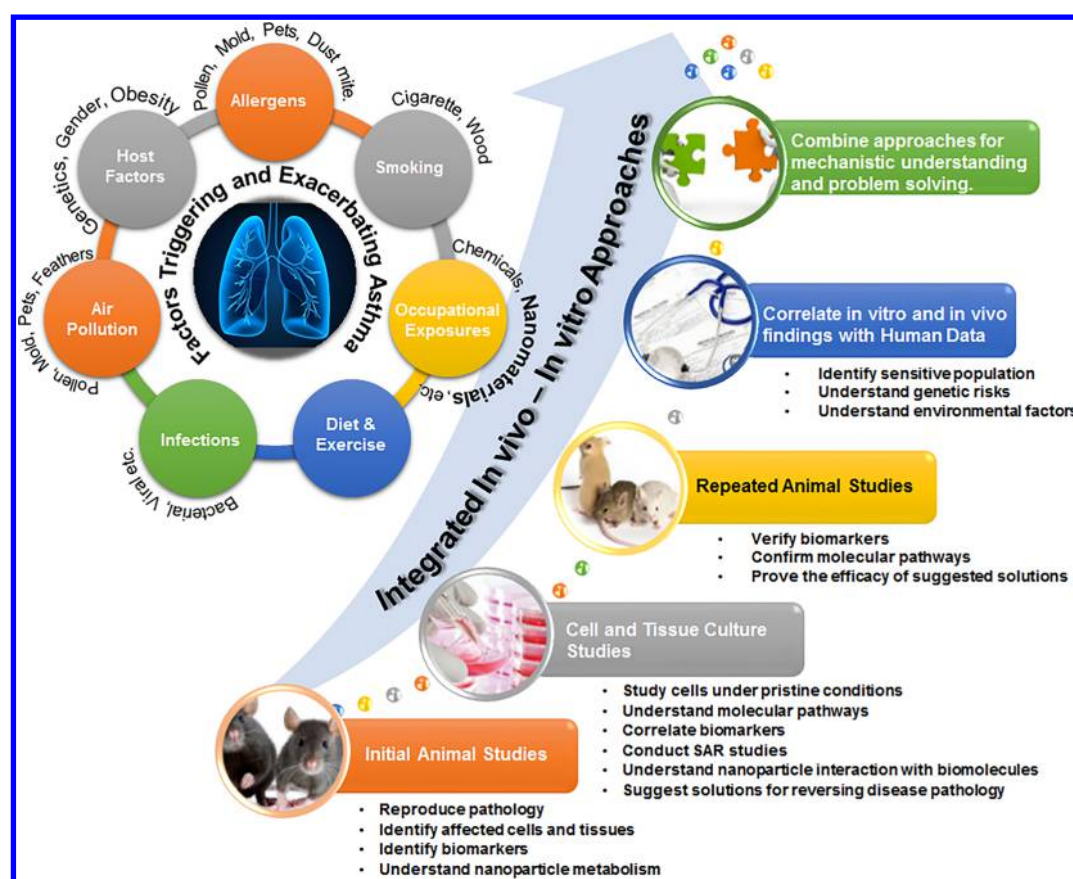 Pollen, Mold, Pets, Dust mite.
Allergens
Cigarette, Wood
Smoking
Chemicals, Nanomaterials, etc.
Occupational
Exposures
Diet &
Exercise
Infections
Bacterial, Viral etc.
Air
Pollution
Pollen, Mold, Pets, Feathers
Host
Factors
Genetics, Gender, Obesity
Factors Triggering and Exacerbating Asthma
Integrated In vivo – In vitro Approaches
Combine approaches for
mechanistic understanding
and problem solving.
Correlate in vitro and in vivo
findings with Human Data
• Identify sensitive population
• Understand genetic risks
• Understand environmental factors
Repeated Animal Studies
• Verify biomarkers
• Confirm molecular pathways
• Prove the efficacy of suggested solutions
Cell and Tissue Culture
Studies
• Study cells under pristine conditions
• Understand molecular pathways
• Correlate biomarkers
• Conduct SAR studies
• Understand nanoparticle interaction with biomolecules
• Suggest solutions for reversing disease pathology
Initial Animal Studies
• Reproduce pathology
• Identify affected cells and tissues
• Identify biomarkers
• Understand nanoparticle metabolism